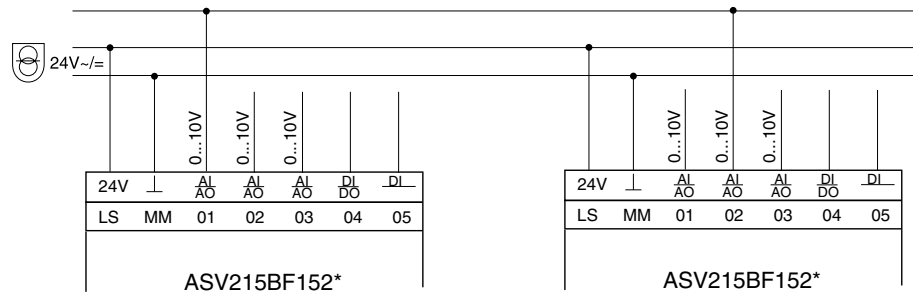 24V~/=
0...10V 0...10V 0...10V 0...10V 0...10V 0...10V
24V ⊥ AI AI AI DI DI 24V ⊥ AI AI AI DI DI
AO AO AO DO AO AO AO DO
LS MM 01 02 03 04 05 LS MM 01 02 03 04 05
ASV215BF152* ASV215BF152*